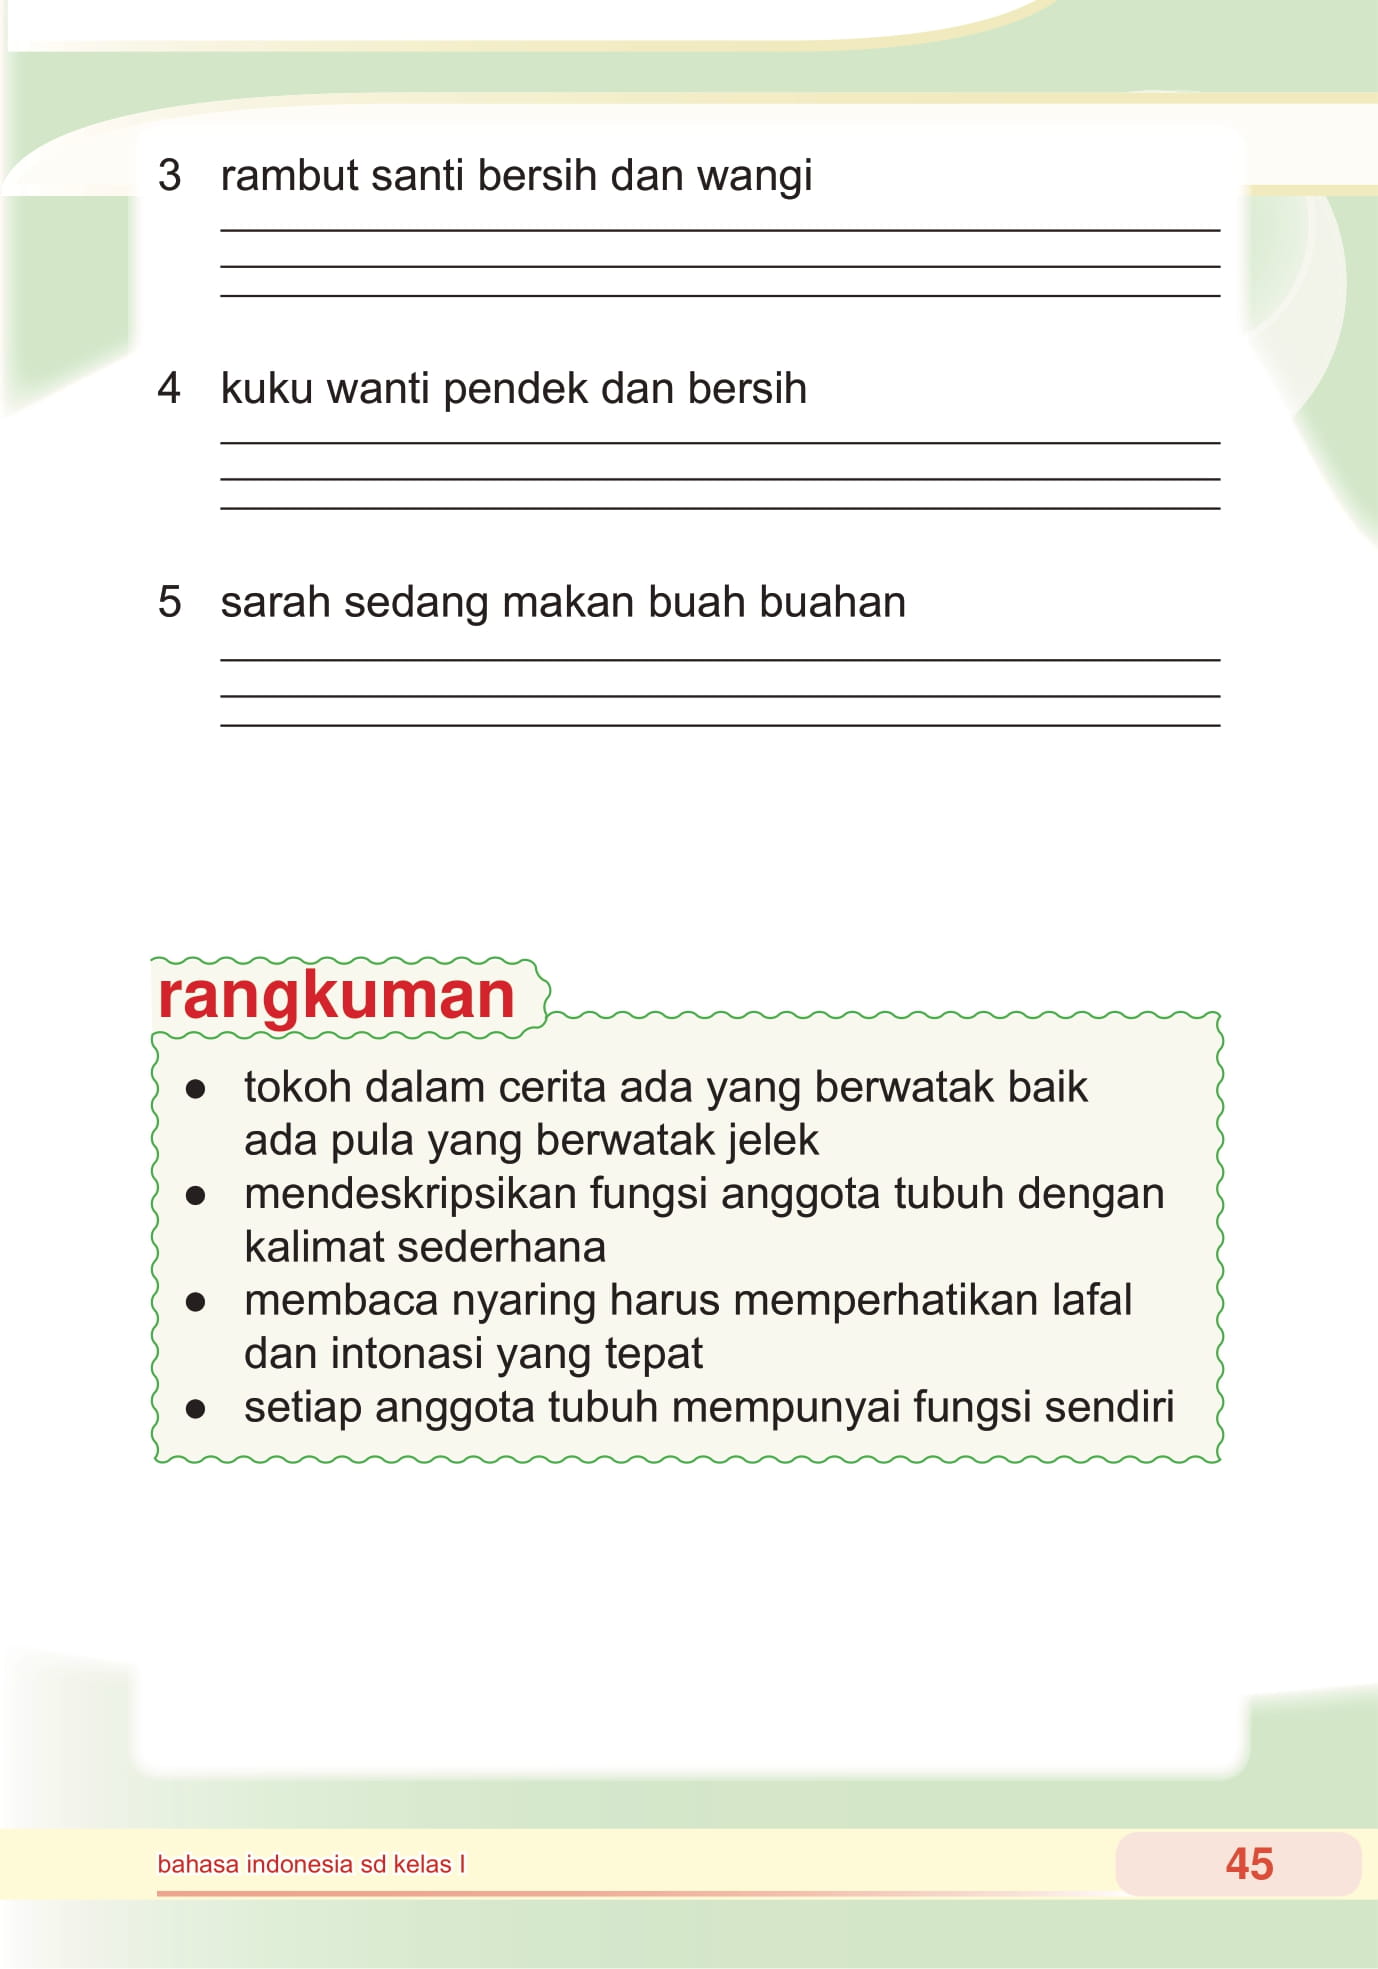 3 rambut santi bersih dan wangi
4 kuku wanti pendek dan bersih
5 sarah sedang makan buah buahan
rangkuman
● tokoh dalam cerita ada yang berwatak baik
ada pula yang berwatak jelek
● mendeskripsikan fungsi anggota tubuh dengan
kalimat sederhana
● membaca nyaring harus memperhatikan lafal
dan intonasi yang tepat
● setiap anggota tubuh mempunyai fungsi sendiri
bahasa indonesia sd kelas I
45